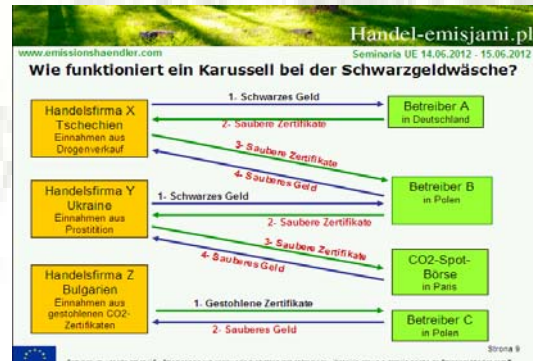 Handel-emisjami.pl
www.emissionshaendler.com
Seminaria UE 14.06.2012 - 15.06.2012
Wie funktioniert ein Karussell bei der Schwarzgeldwäsche?
Handelsfirma X
Tschechien
Einnahmen aus
Drogenverkauf
1- Schwarzes Geld
2- Saubere Zertifikate
3- Saubere Zertifikate
4- Sauberes Geld
Betreiber A
in Deutschland
Handelsfirma Y
Ukraine
Einnahmen aus
Prostitition
1- Schwarzes Geld
2- Saubere Zertifikate
3- Saubere Zertifikate
4- Sauberes Geld
Betreiber B
in Polen
CO2-Spot-
Börse
in Paris
Handelsfirma Z
Bulgarien
Einnahmen aus
gestohlenen CO2-
Zertifikaten
1- Gestohlene Zertifikate
2- Sauberes Geld
Betreiber C
in Polen
Strona 9